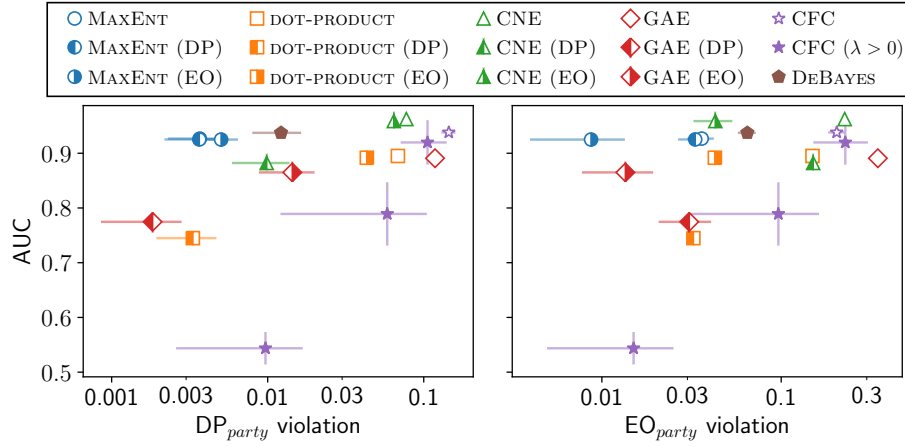 MAXENT DOT-PRODUCT CNE GAE CFC
MAXENT (DP) DOT-PRODUCT (DP) CNE (DP) GAE (DP) CFC (λ > 0)
MAXENT (EO) DOT-PRODUCT (EO) CNE (EO) GAE (EO) DEBAYES
AUC
0.9
0.8
0.7
0.6
0.5
0.001 0.003 0.01 0.03 0.1
DP_party violation
0.01 0.03 0.1 0.3
EO_party violation